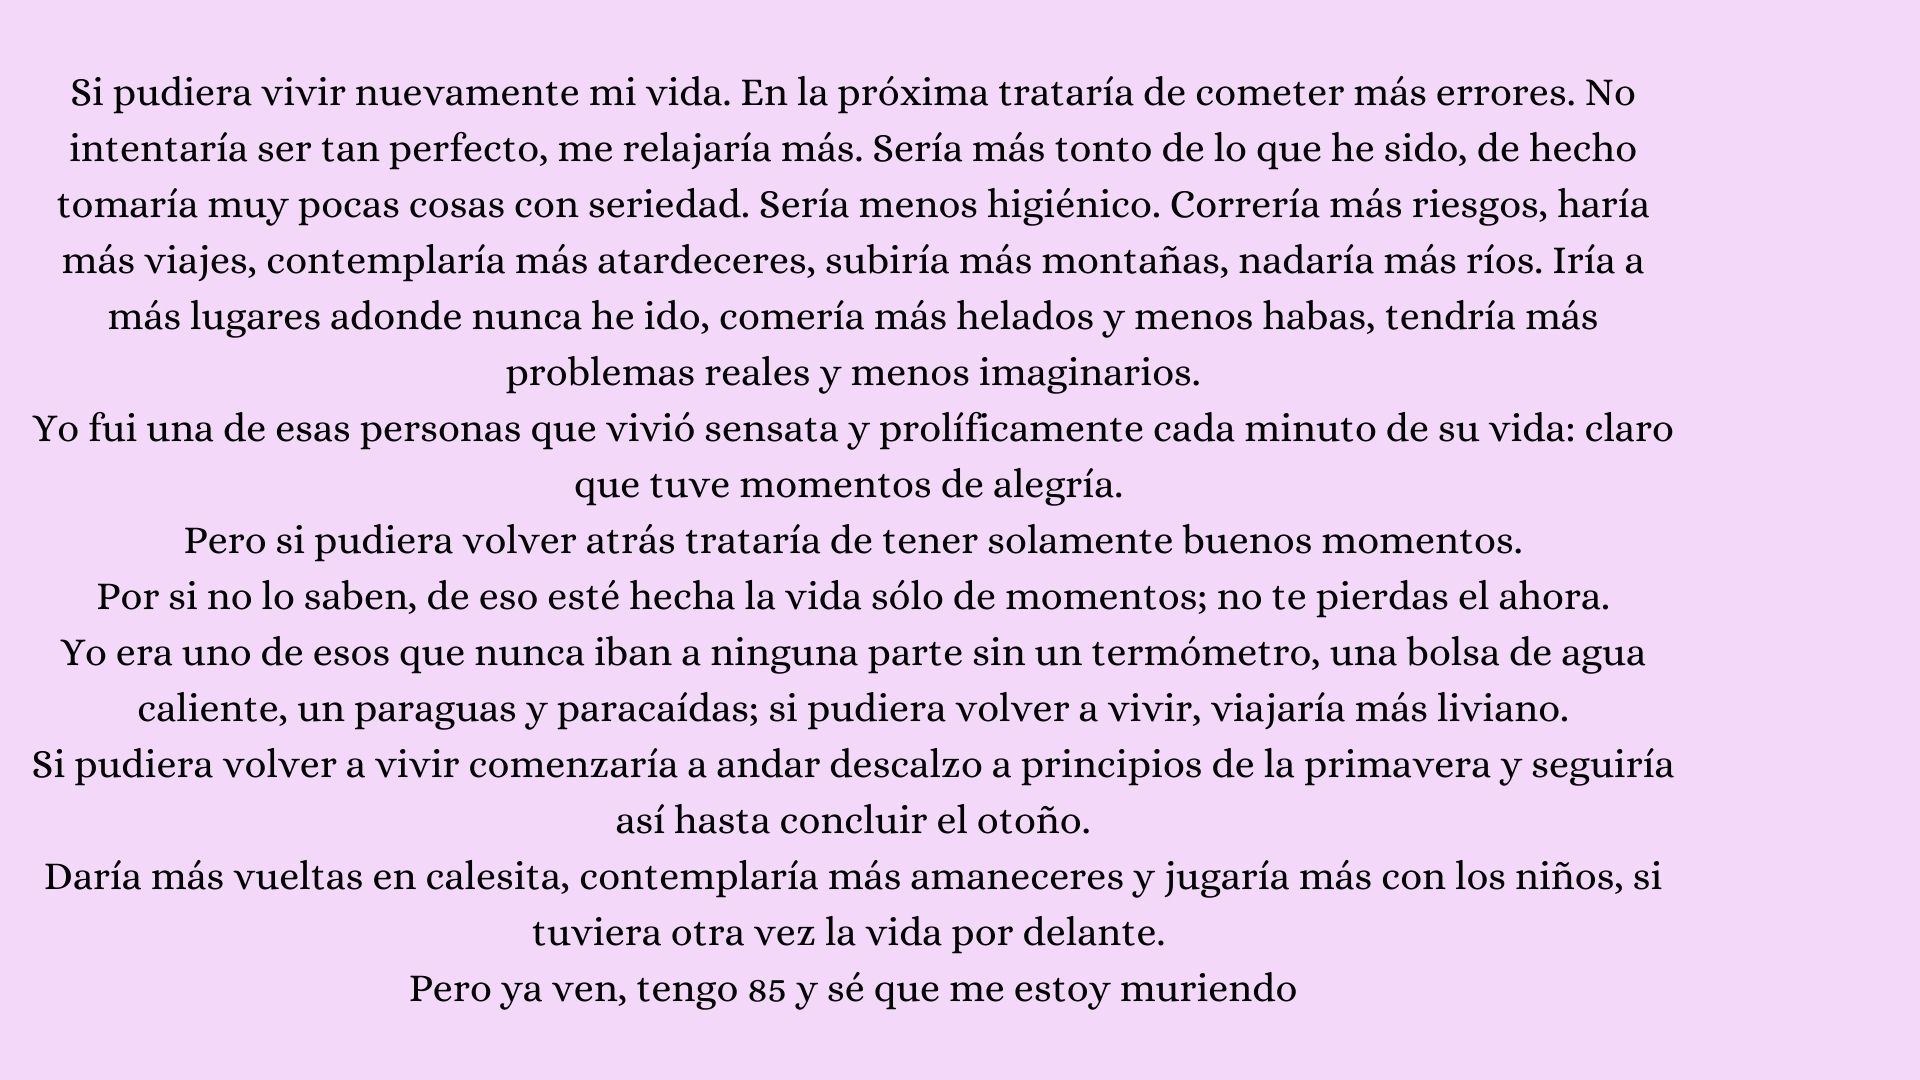 Si pudiera vivir nuevamente mi vida. En la próxima trataría de cometer más errores. No
intentaría ser tan perfecto, me relajaría más. Sería más tonto de lo que he sido, de hecho
tomaría muy pocas cosas con seriedad. Sería menos higiénico. Correría más riesgos, haría
más viajes, contemplaría más atardeceres, subiría más montañas, nadaría más ríos. Iría a
más lugares adonde nunca he ido, comería más helados y menos habas, tendría más
problemas reales y menos imaginarios.
Yo fui una de esas personas que vivió sensata y prolíficamente cada minuto de su vida: claro
que tuve momentos de alegría.
Pero si pudiera volver atrás trataría de tener solamente buenos momentos.
Por si no lo saben, de eso esté hecha la vida sólo de momentos; no te pierdas el ahora.
Yo era uno de esos que nunca iban a ninguna parte sin un termómetro, una bolsa de agua
caliente, un paraguas y paracaídas; si pudiera volver a vivir, viajaría más liviano.
Si pudiera volver a vivir comenzaría a andar descalzo a principios de la primavera y seguiría
así hasta concluir el otoño.
Daría más vueltas en calesita, contemplaría más amaneceres y jugaría más con los niños, si
tuviera otra vez la vida por delante.
Pero ya ven, tengo 85 y sé que me estoy muriendo